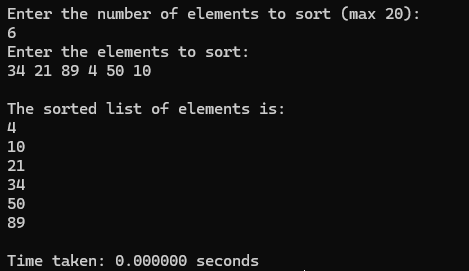 Enter the number of elements to sort (max 20):
6
Enter the elements to sort:
34 21 89 4 50 10
The sorted list of elements is:
4
10
21
34
50
89
Time taken: 0.000000 seconds